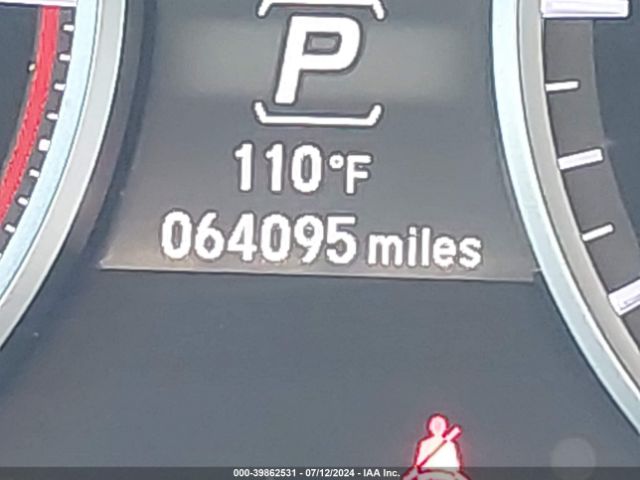 P
110°F
064095 miles
000-39862531 - 07/12/2024 - IAA Inc.